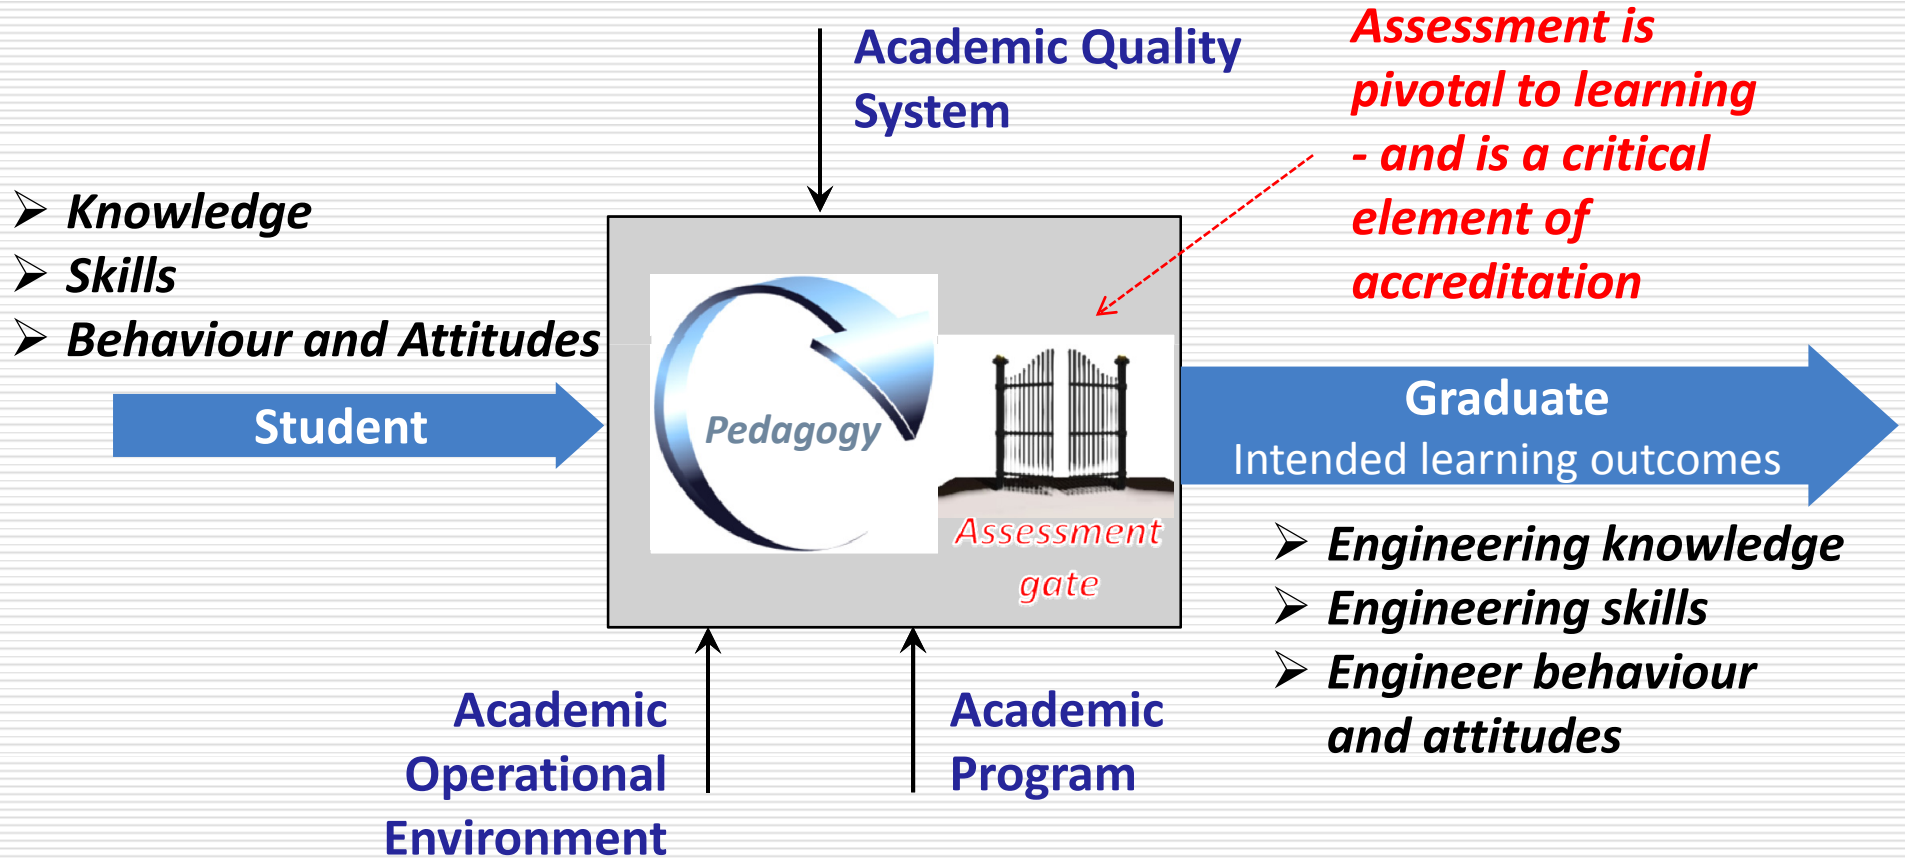 Academic Quality
System
Assessment is
pivotal to learning
- and is a critical
element of
accreditation
➢ Knowledge
➢ Skills
➢ Behaviour and Attitudes
Student
Pedagogy
Assessment
gate
Graduate
Intended learning outcomes
➢ Engineering knowledge
➢ Engineering skills
➢ Engineer behaviour
and attitudes
Academic
Operational
Environment
Academic
Program